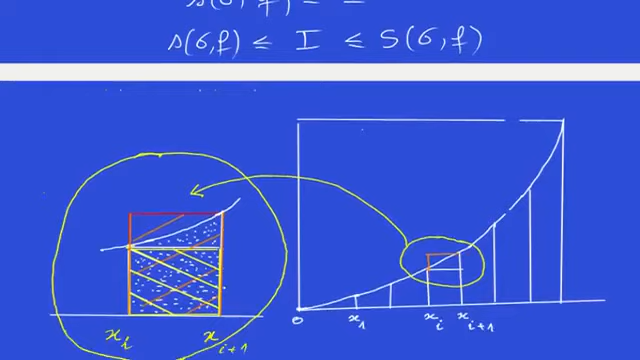 s(σ,f) ≤ I ≤ S(σ,f)
x_i x_{i+1}
0 x_1 x_i x_{i+1}